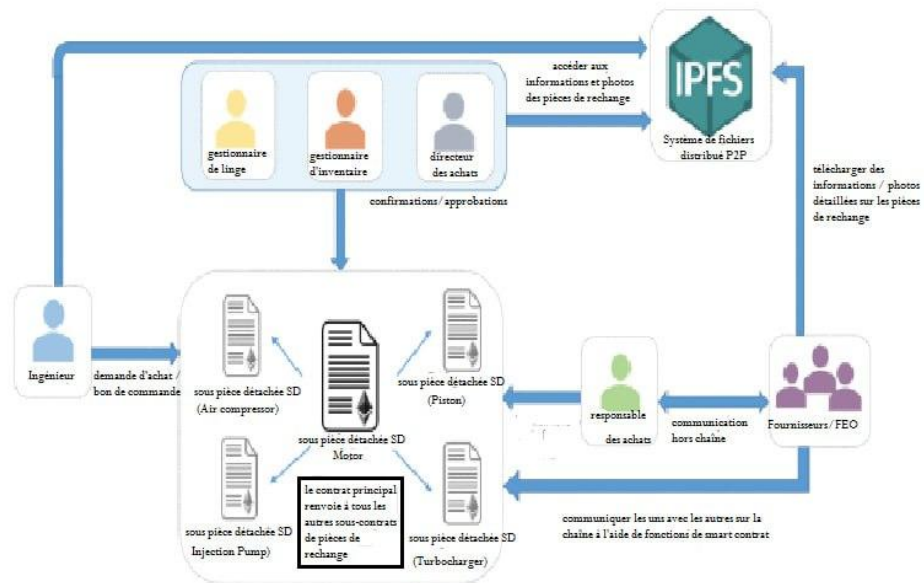 accéder aux
informations et photos
des pièces de rechange
IPFS
Système de fichiers
distribué P2P
gestionnaire
de linge
gestionnaire
d'inventaire
directeur
des achats
confirmations/approbations
télécharger des
informations / photos
détaillées sur les pièces
de rechange
Ingénieur
demande d'achat /
bon de commande
sous pièce détachée SD
(Air compressor)
sous pièce détachée SD
(Piston)
sous pièce détachée SD
Motor
sous pièce détachée SD
Injection Pump)
le contrat principal
renvoie à tous les
autres sous-contrats
de pièces de
rechange
sous pièce détachée SD
(Turbocharger)
responsable
des achats
communication
hors chaîne
Fournisseurs/ FEO
communiquer les uns avec les autres sur la
chaîne à l'aide de fonctions de smart contrat